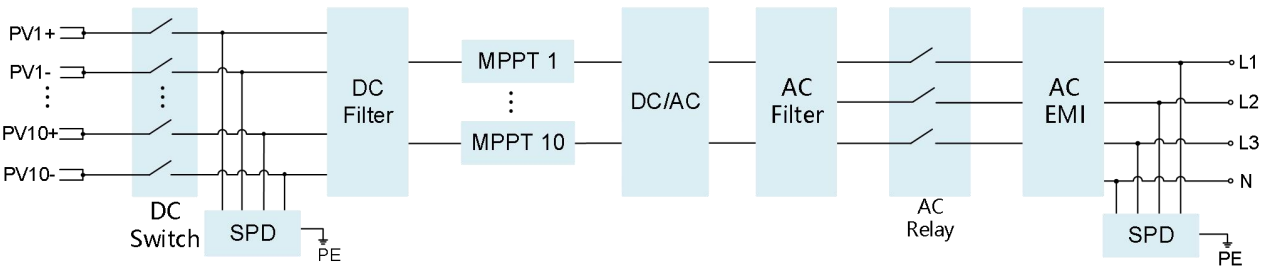 PV1+
PV1-
PV10+
PV10-
DC
Switch
SPD
PE
DC
Filter
MPPT 1
MPPT 10
DC/AC
AC
Filter
AC
Relay
AC
EMI
L1
L2
L3
N
SPD
PE